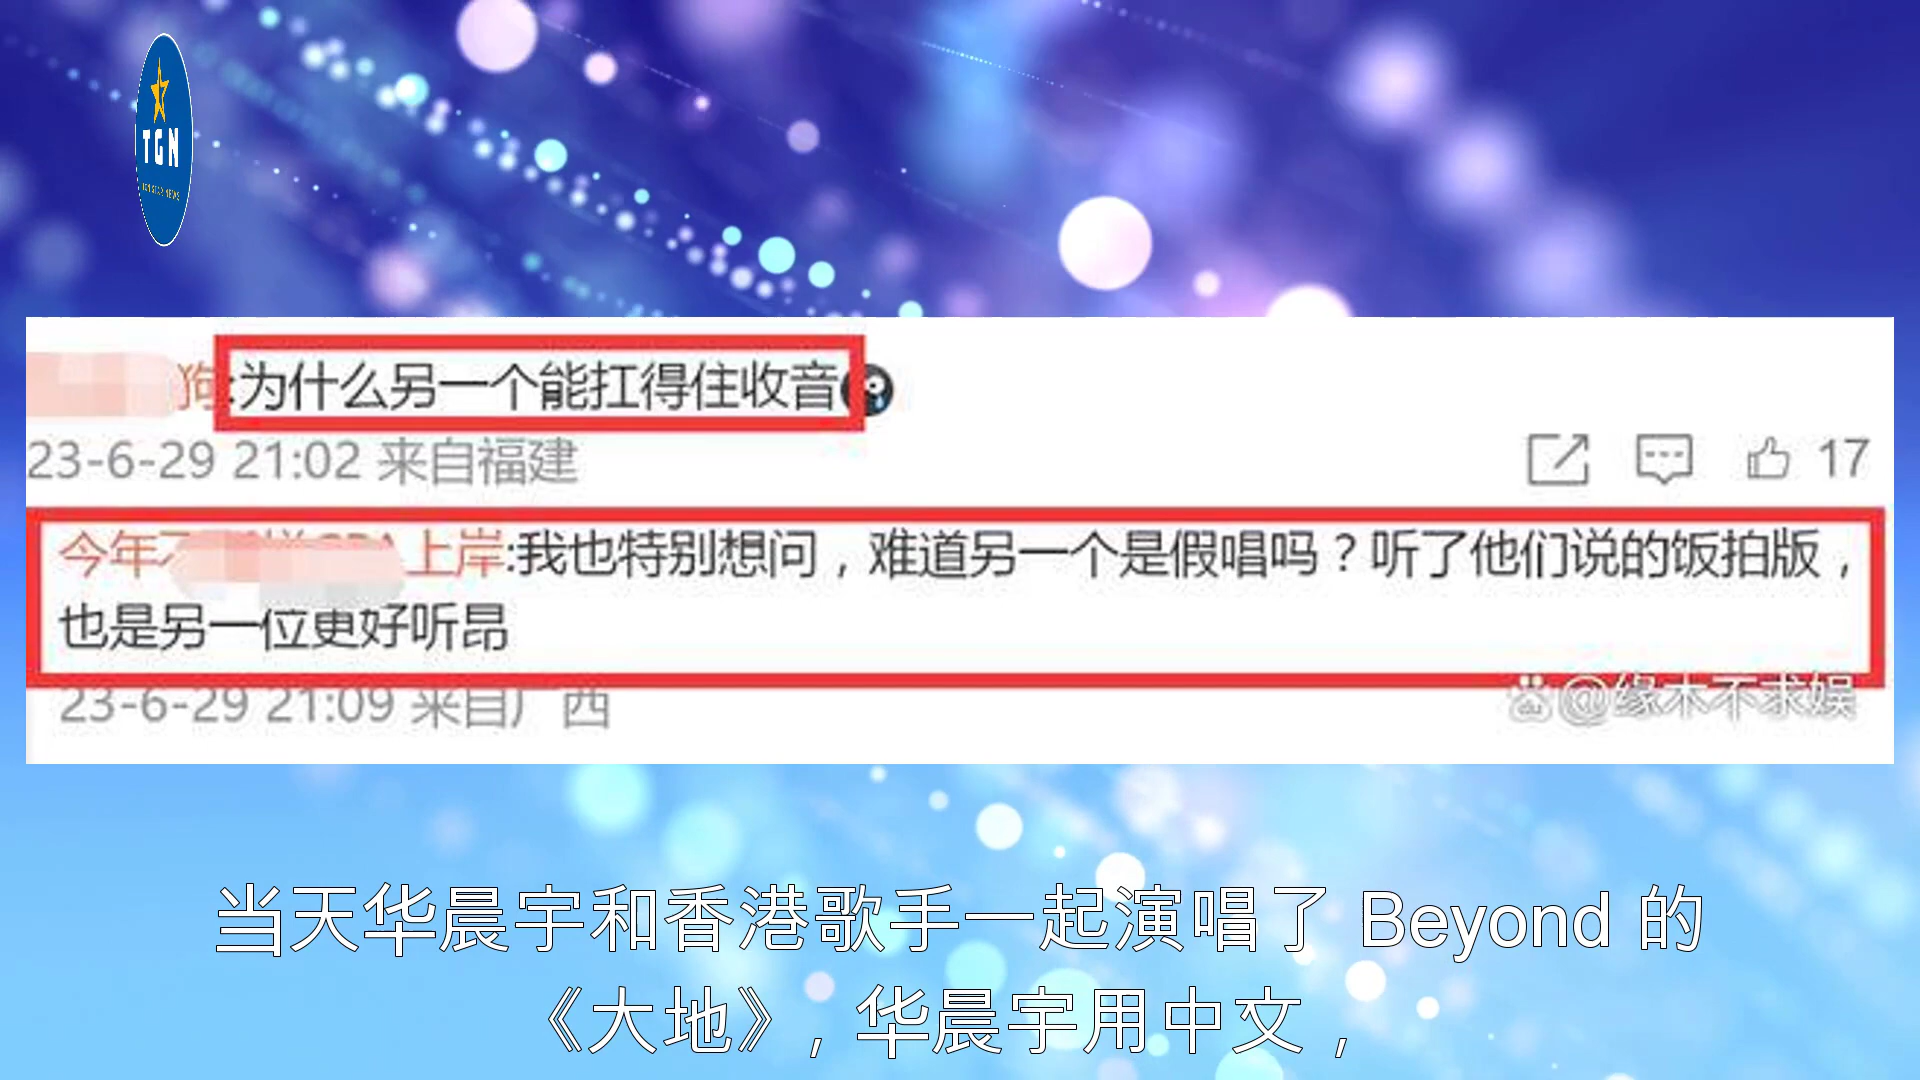 TGN
狗:为什么另一个能扛得住收音
23-6-29 21:02 来自福建
17
今年 上岸:我也特别想问，难道另一个是假唱吗？听了他们说的饭拍版，
也是另一位更好听昂
23-6-29 21:09 来自广西
@缘木不求娱
当天华晨宇和香港歌手一起演唱了 Beyond 的
《大地》，华晨宇用中文，